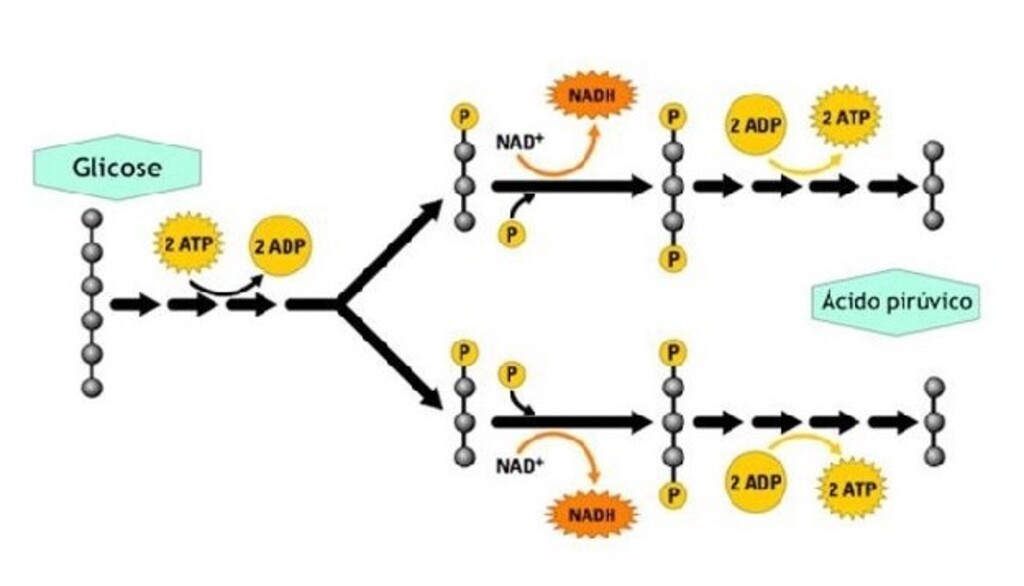 Glicose
2 ATP
2 ADP
P
NAD⁺
NADH
P
P
P
2 ADP
2 ATP
Ácido pirúvico
P
P
NAD⁺
NADH
P
P
2 ADP
2 ATP